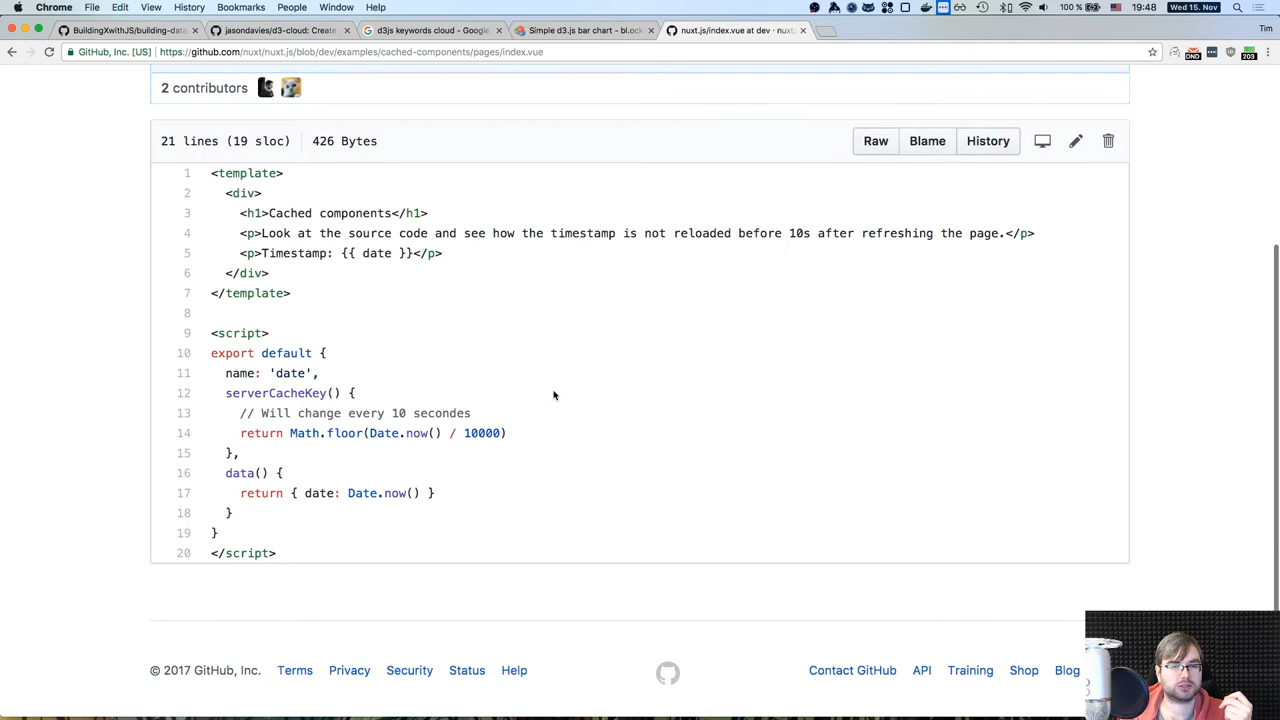 Chrome File Edit View History Bookmarks People Window Help 100 % Wed 15. Nov 19:48
BuildingXwithJS/building-data jasondavies/d3-cloud: Create d3js keywords cloud - Google Simple d3.js bar chart - bl.ock nuxt.js/index.vue at dev · nuxt Tim
GitHub, Inc. [US] https://github.com/nuxt/nuxt.js/blob/dev/examples/cached-components/pages/index.vue DND 203
2 contributors
21 lines (19 sloc) 426 Bytes Raw Blame History
1 <template>
2 <div>
3 <h1>Cached components</h1>
4 <p>Look at the source code and see how the timestamp is not reloaded before 10s after refreshing the page.</p>
5 <p>Timestamp: {{ date }}</p>
6 </div>
7 </template>
8
9 <script>
10 export default {
11 name: 'date',
12 serverCacheKey() {
13 // Will change every 10 secondes
14 return Math.floor(Date.now() / 10000)
15 },
16 data() {
17 return { date: Date.now() }
18 }
19 }
20 </script>
© 2017 GitHub, Inc. Terms Privacy Security Status Help Contact GitHub API Training Shop Blog